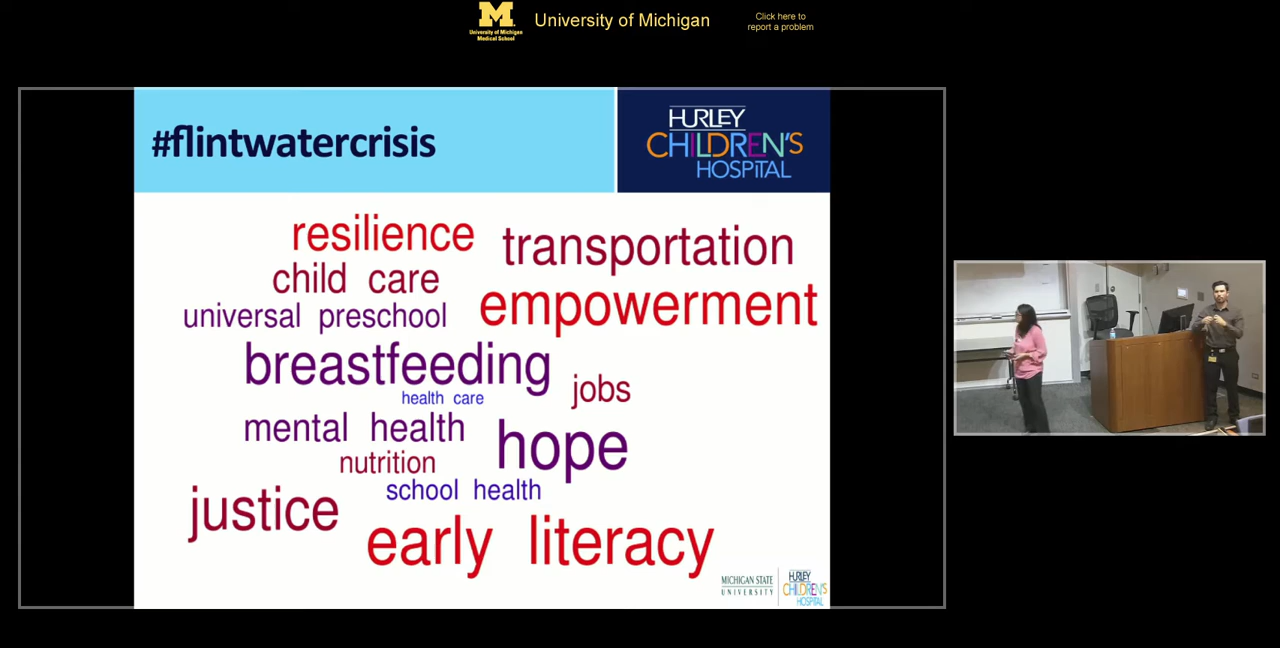 M
University of Michigan
Medical School
University of Michigan
Click here to
report a problem
#flintwatercrisis
HURLEY
CHILDREN'S
HOSPITAL
resilience
transportation
child care
empowerment
universal preschool
breastfeeding
jobs
health care
mental health
hope
nutrition
school health
justice
early literacy
MICHIGAN STATE
UNIVERSITY
HURLEY
CHILDREN'S
HOSPITAL